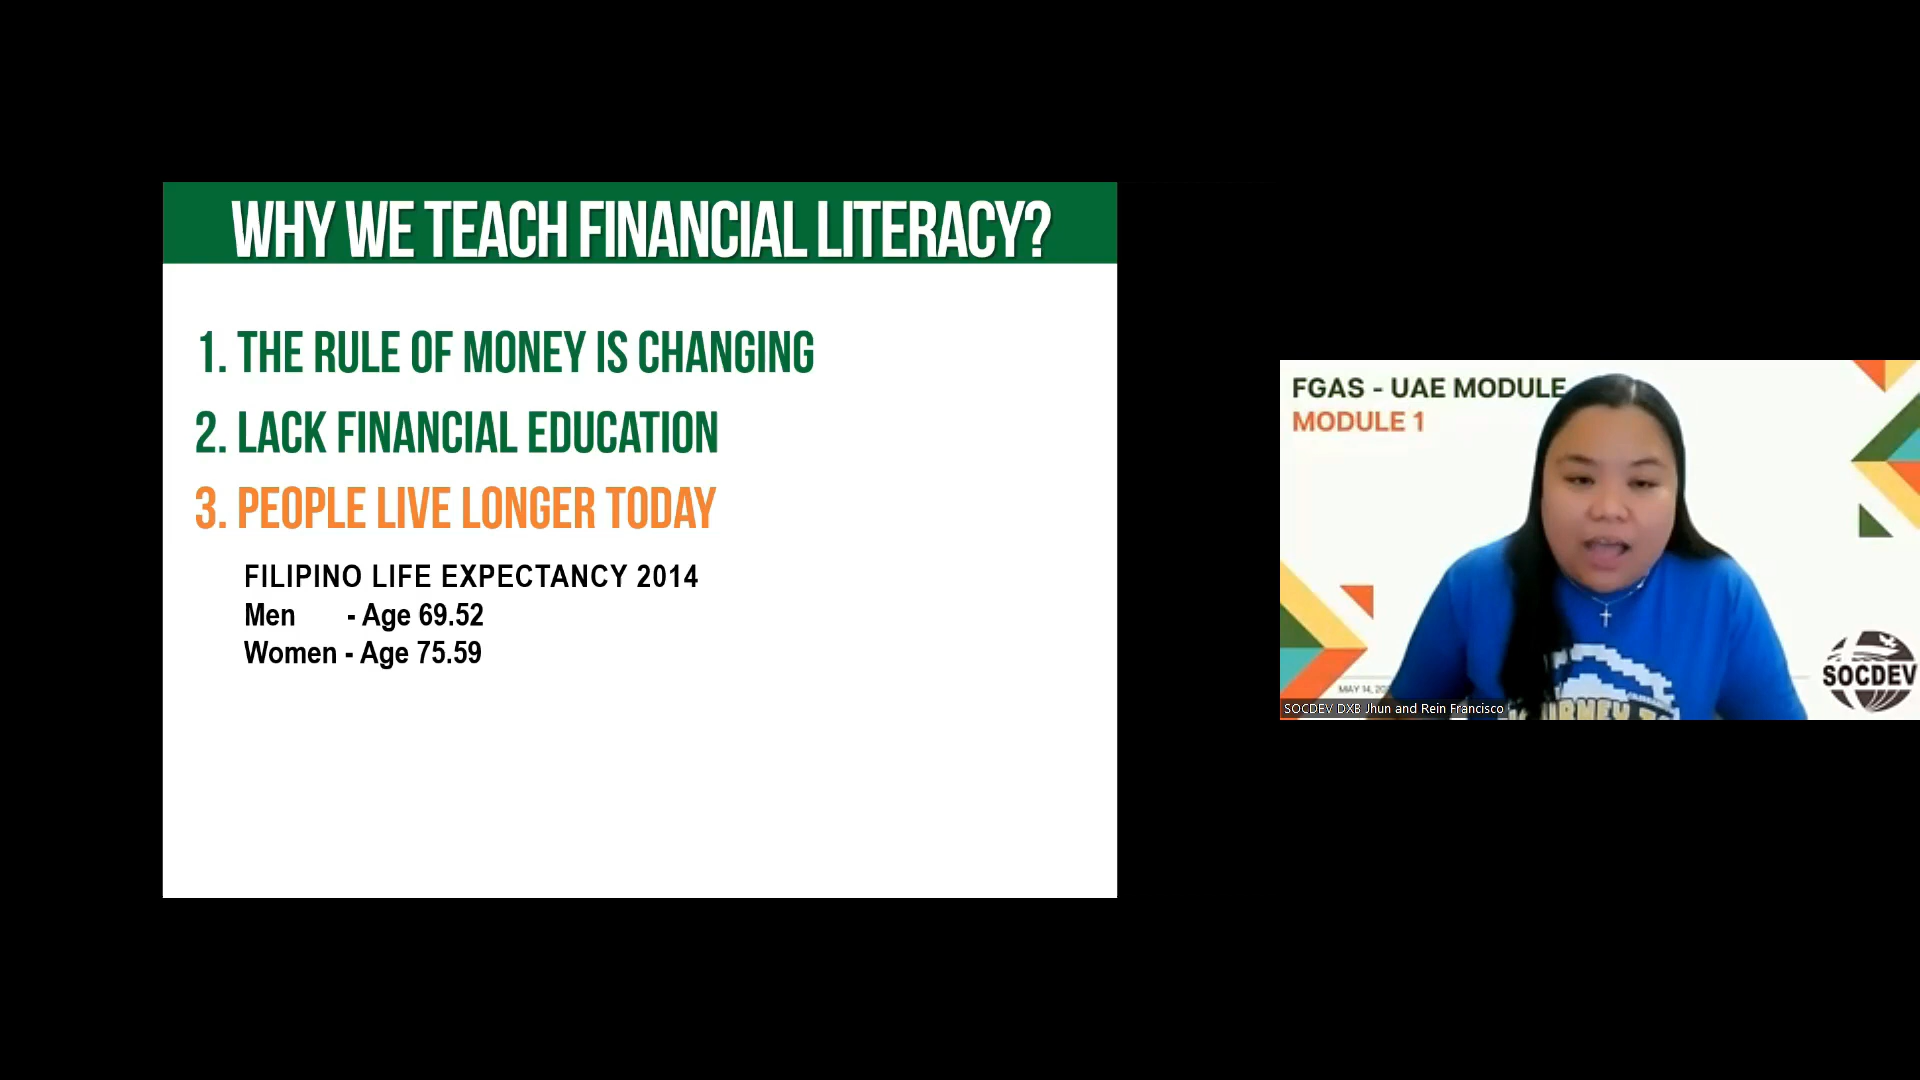 WHY WE TEACH FINANCIAL LITERACY?
1. THE RULE OF MONEY IS CHANGING
2. LACK FINANCIAL EDUCATION
3. PEOPLE LIVE LONGER TODAY
FILIPINO LIFE EXPECTANCY 2014
Men - Age 69.52
Women - Age 75.59
FGAS - UAE MODULE
MODULE 1
SOCDEV
MAY 14,
SOCDEV DXB Jhun and Rein Francisco